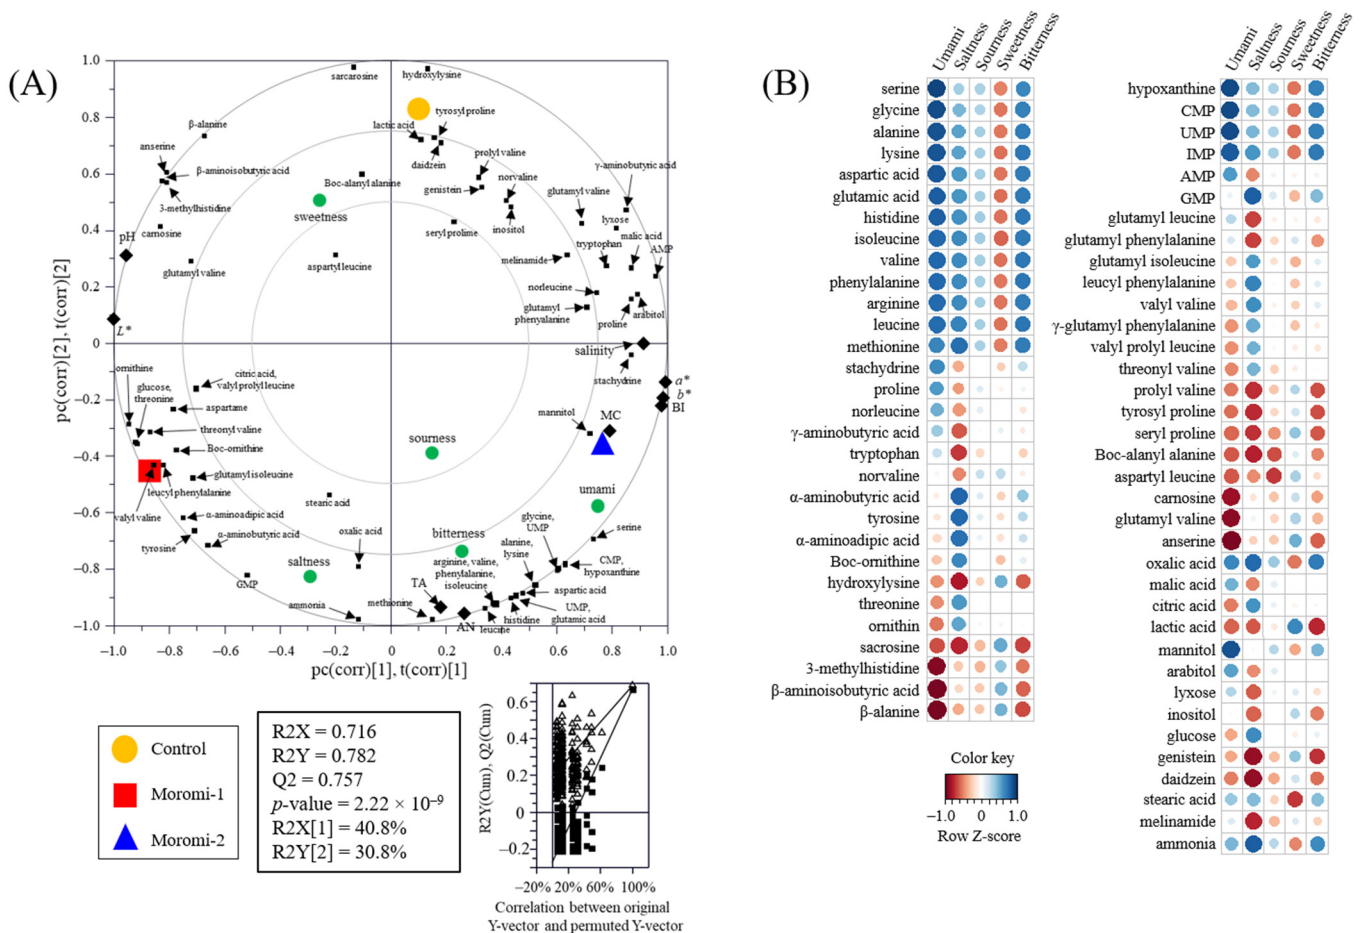 (A)
pc(corr)[2], t(corr)[2]
1.0
0.8
0.6
0.4
0.2
0
−0.2
−0.4
−0.6
−0.8
−1.0
sarcarosine
hydroxylysine
β-alanine
lactic acid
tyrosyl proline
anserine
daidzein
prolyl valine
β-aminoisobutyric acid
Boc-alanyl alanine
γ-aminobutyric acid
3-methylhistidine
genistein
norvaline
glutamyl valine
sweetness
lyxose
carnosine
inositol
malic acid
pH
seryl prolime
tryptophan
AMP
glutamyl valine
aspartyl leucine
melinamide
norleucine
glutamyl
phenylalanine
proline
arabitol
L*
salinity
stachydrine
ornithine
citric acid,
valyl prolyl leucine
glucose,
threonine
a*
b*
BI
aspartame
mannitol
MC
threonyl valine
sourness
Boc-ornithine
glutamyl isoleucine
leucyl phenylalanine
valyl valine
stearic acid
umami
α-aminoadipic acid
oxalic acid
glycine,
UMP
serine
tyrosine
α-aminobutyric acid
bitterness
alanine,
lysine
saltness
arginine, valine,
phenylalanine,
isoleucine
CMP,
hypoxanthine
GMP
TA
aspartic acid
ammonia
methionine
AN
leucine
histidine
UMP,
glutamic acid
−1.0
−0.8
−0.6
−0.4
−0.2
0
0.2
0.4
0.6
0.8
1.0
pc(corr)[1], t(corr)[1]
Control
Moromi-1
Moromi-2
R2X = 0.716
R2Y = 0.782
Q2 = 0.757
p-value = 2.22 × 10⁻⁹
R2X[1] = 40.8%
R2Y[2] = 30.8%
R2Y(Cum), Q2(Cum)
0.6
0.4
0.2
0
−0.2
−20%
20%
60%
100%
Correlation between original
Y-vector and permuted Y-vector
(B)
Umami
Saltness
Sourness
Sweetness
Bitterness
serine
glycine
alanine
lysine
aspartic acid
glutamic acid
histidine
isoleucine
valine
phenylalanine
arginine
leucine
methionine
stachydrine
proline
norleucine
γ-aminobutyric acid
tryptophan
norvaline
α-aminobutyric acid
tyrosine
α-aminoadipic acid
Boc-ornithine
hydroxylysine
threonine
ornithin
sacrosine
3-methylhistidine
β-aminoisobutyric acid
β-alanine
Color key
−1.0
0
1.0
Row Z-score
Umami
Saltness
Sourness
Sweetness
Bitterness
hypoxanthine
CMP
UMP
IMP
AMP
GMP
glutamyl leucine
glutamyl phenylalanine
glutamyl isoleucine
leucyl phenylalanine
valyl valine
γ-glutamyl phenylalanine
valyl prolyl leucine
threonyl valine
prolyl valine
tyrosyl proline
seryl proline
Boc-alanyl alanine
aspartyl leucine
carnosine
glutamyl valine
anserine
oxalic acid
malic acid
citric acid
lactic acid
mannitol
arabitol
lyxose
inositol
glucose
genistein
daidzein
stearic acid
melinamide
ammonia